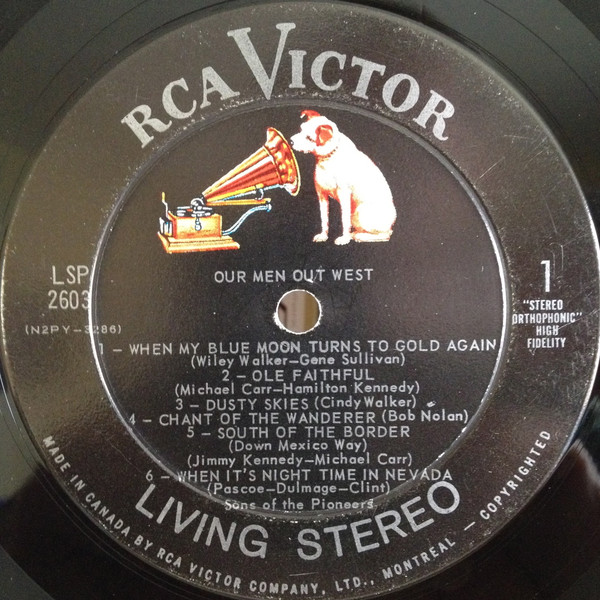 RCA VICTOR
OUR MEN OUT WEST
LSP
2603
(N2PY-3286)
1
"STEREO
ORTHOPHONIC"
HIGH
FIDELITY
1 – WHEN MY BLUE MOON TURNS TO GOLD AGAIN
(Wiley Walker–Gene Sullivan)
2 – OLE FAITHFUL
(Michael Carr–Hamilton Kennedy)
3 – DUSTY SKIES (Cindy Walker)
4 – CHANT OF THE WANDERER (Bob Nolan)
5 – SOUTH OF THE BORDER
(Down Mexico Way)
(Jimmy Kennedy–Michael Carr)
6 – WHEN IT'S NIGHT TIME IN NEVADA
(Pascoe–Dulmage–Clint)
Sons of the Pioneers
LIVING STEREO
MADE IN CANADA BY RCA VICTOR COMPANY, LTD., MONTREAL – COPYRIGHTED